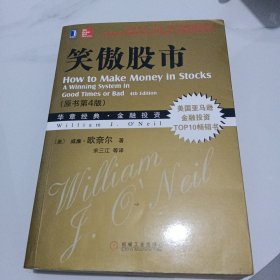 笑傲股市
How to Make Money in Stocks
A Winning System in
Good Times or Bad 4th Edition
(原书第4版)
华章经典·金融投资
William J. O'Neil
美国亚马逊
金融投资
TOP10畅销书
[美] 威廉·欧奈尔 著
宋三江 等译
William
J. O'Neil
机械工业出版社